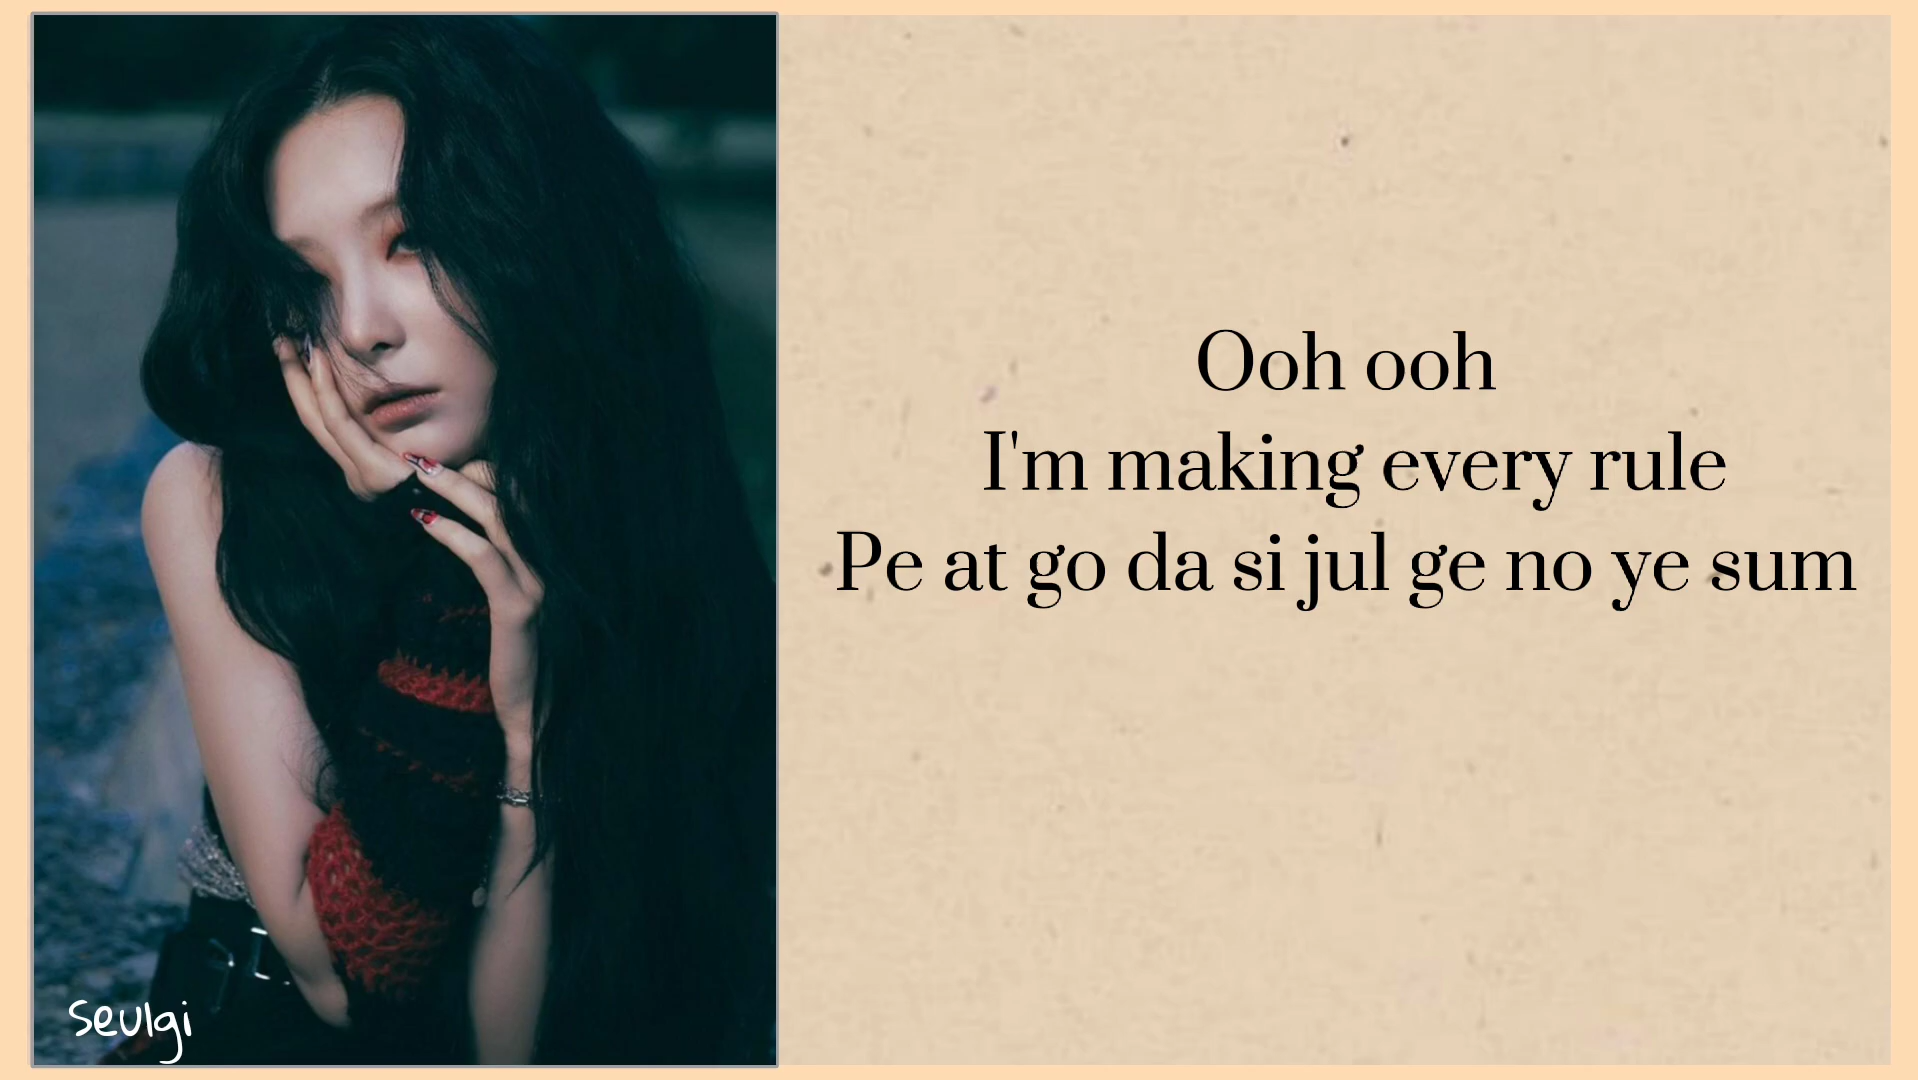 Ooh ooh
I'm making every rule
Pe at go da si jul ge no ye sum
Seulgi